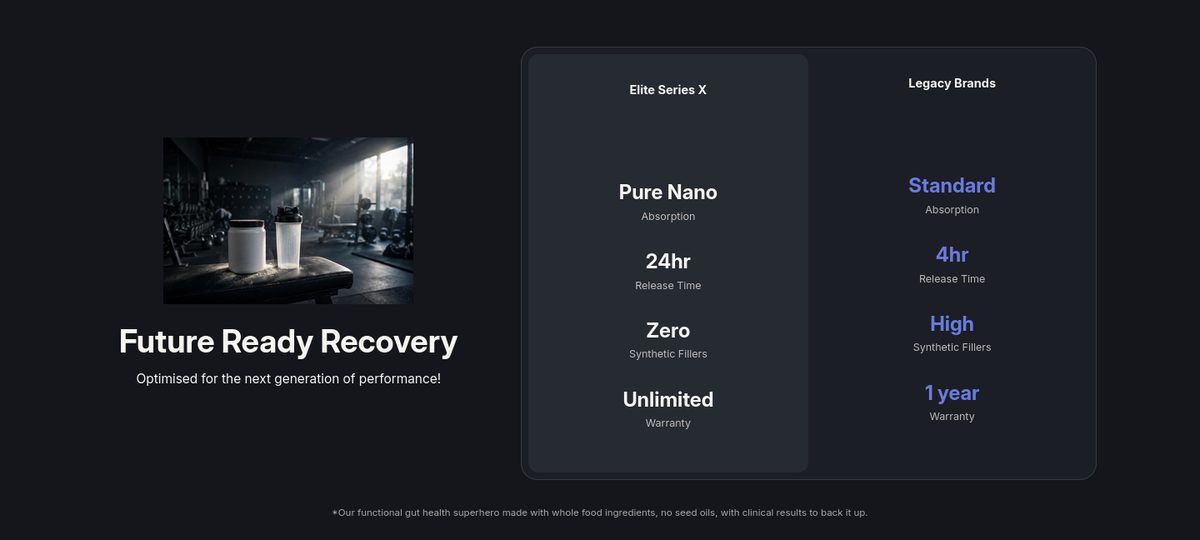 Future Ready Recovery
Optimised for the next generation of performance!
Elite Series X
Pure Nano
Absorption
24hr
Release Time
Zero
Synthetic Fillers
Unlimited
Warranty
Legacy Brands
Standard
Absorption
4hr
Release Time
High
Synthetic Fillers
1 year
Warranty
*Our functional gut health superhero made with whole food ingredients, no seed oils, with clinical results to back it up.